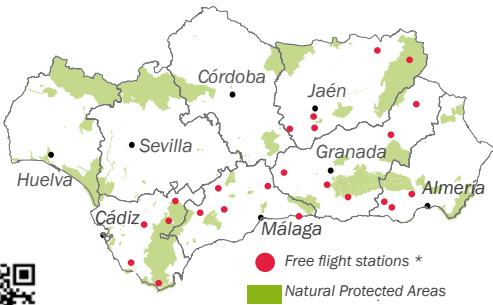 Córdoba
Jaén
Sevilla
Granada
Huelva
Almería
Cádiz
Málaga
Free flight stations *
Natural Protected Areas